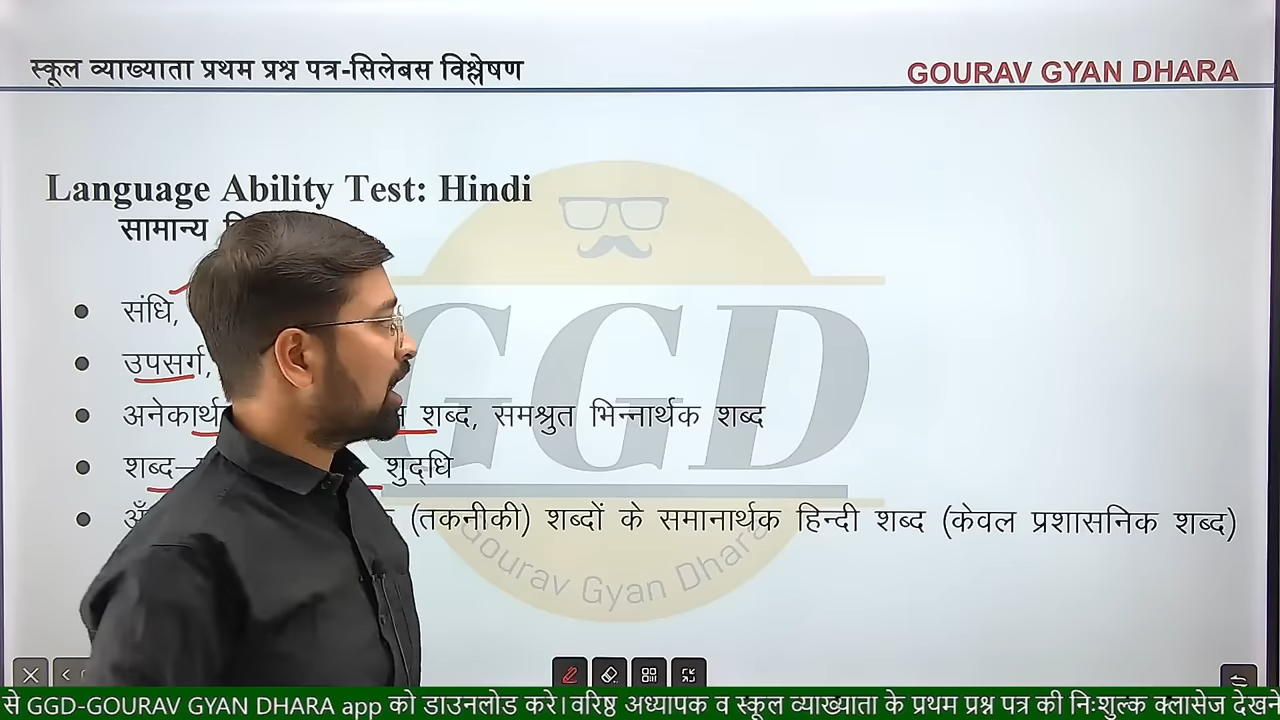 स्कूल व्याख्याता प्रथम प्रश्न पत्र-सिलेबस विश्लेषण
GOURAV GYAN DHARA
Language Ability Test: Hindi
सामान्य
संधि,
उपसर्ग,
शब्द, समश्रुत भिन्नार्थक शब्द
शुद्धि
(तकनीकी) शब्दों के समानार्थक हिन्दी शब्द (केवल प्रशासनिक शब्द)
GGD
Gourav Gyan Dhara
से GGD-GOURAV GYAN DHARA app को डाउनलोड करे। वरिष्ठ अध्यापक व स्कूल व्याख्याता के प्रथम प्रश्न पत्र की निःशुल्क क्लासेज देखने